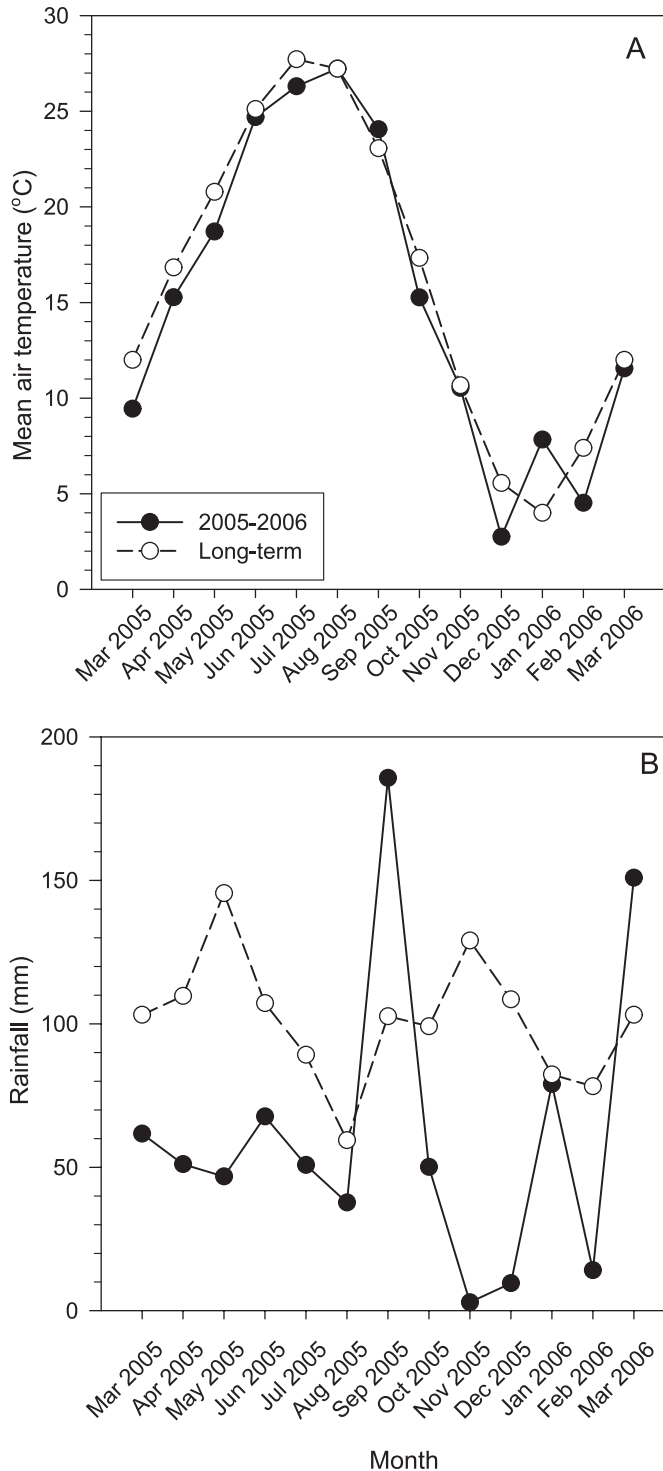 30
A
25
20
15
10
5
0
Mean air temperature (°C)
2005-2006
Long-term
Mar 2005
Apr 2005
May 2005
Jun 2005
Jul 2005
Aug 2005
Sep 2005
Oct 2005
Nov 2005
Dec 2005
Jan 2006
Feb 2006
Mar 2006
200
B
150
100
50
0
Rainfall (mm)
Mar 2005
Apr 2005
May 2005
Jun 2005
Jul 2005
Aug 2005
Sep 2005
Oct 2005
Nov 2005
Dec 2005
Jan 2006
Feb 2006
Mar 2006
Month